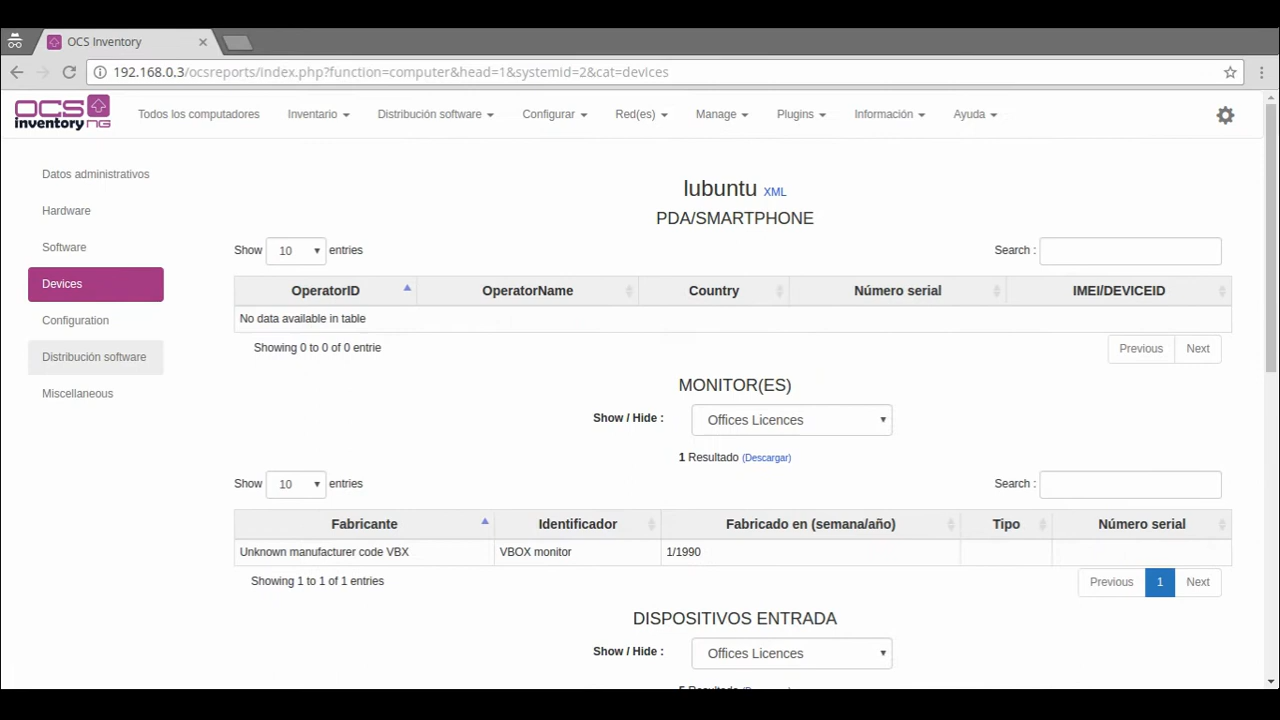 OCS Inventory
192.168.0.3/ocsreports/index.php?function=computer&head=1&systemid=2&cat=devices
OCS inventory NG
Todos los computadores Inventario Distribución software Configurar Red(es) Manage Plugins Información Ayuda
Datos administrativos
Hardware
Software
Devices
Configuration
Distribución software
Miscellaneous
lubuntu XML
PDA/SMARTPHONE
Show 10 entries Search :
OperatorID OperatorName Country Número serial IMEI/DEVICEID
No data available in table
Showing 0 to 0 of 0 entrie Previous Next
MONITOR(ES)
Show / Hide : Offices Licences
1 Resultado (Descargar)
Show 10 entries Search :
Fabricante Identificador Fabricado en (semana/año) Tipo Número serial
Unknown manufacturer code VBX VBOX monitor 1/1990
Showing 1 to 1 of 1 entries Previous 1 Next
DISPOSITIVOS ENTRADA
Show / Hide : Offices Licences